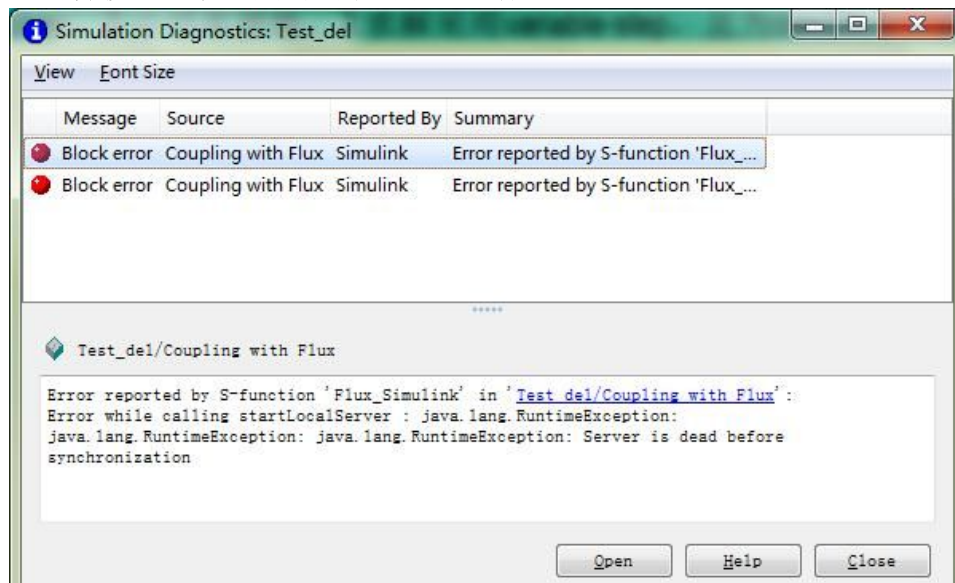 Simulation Diagnostics: Test_del
View Font Size
Message Source Reported By Summary
Block error Coupling with Flux Simulink Error reported by S-function 'Flux_...
Block error Coupling with Flux Simulink Error reported by S-function 'Flux_...
Test_del/Coupling with Flux
Error reported by S-function 'Flux_Simulink' in 'Test_del/Coupling with Flux':
Error while calling startLocalServer : java.lang.RuntimeException:
java.lang.RuntimeException: java.lang.RuntimeException: Server is dead before
synchronization
Open Help Close